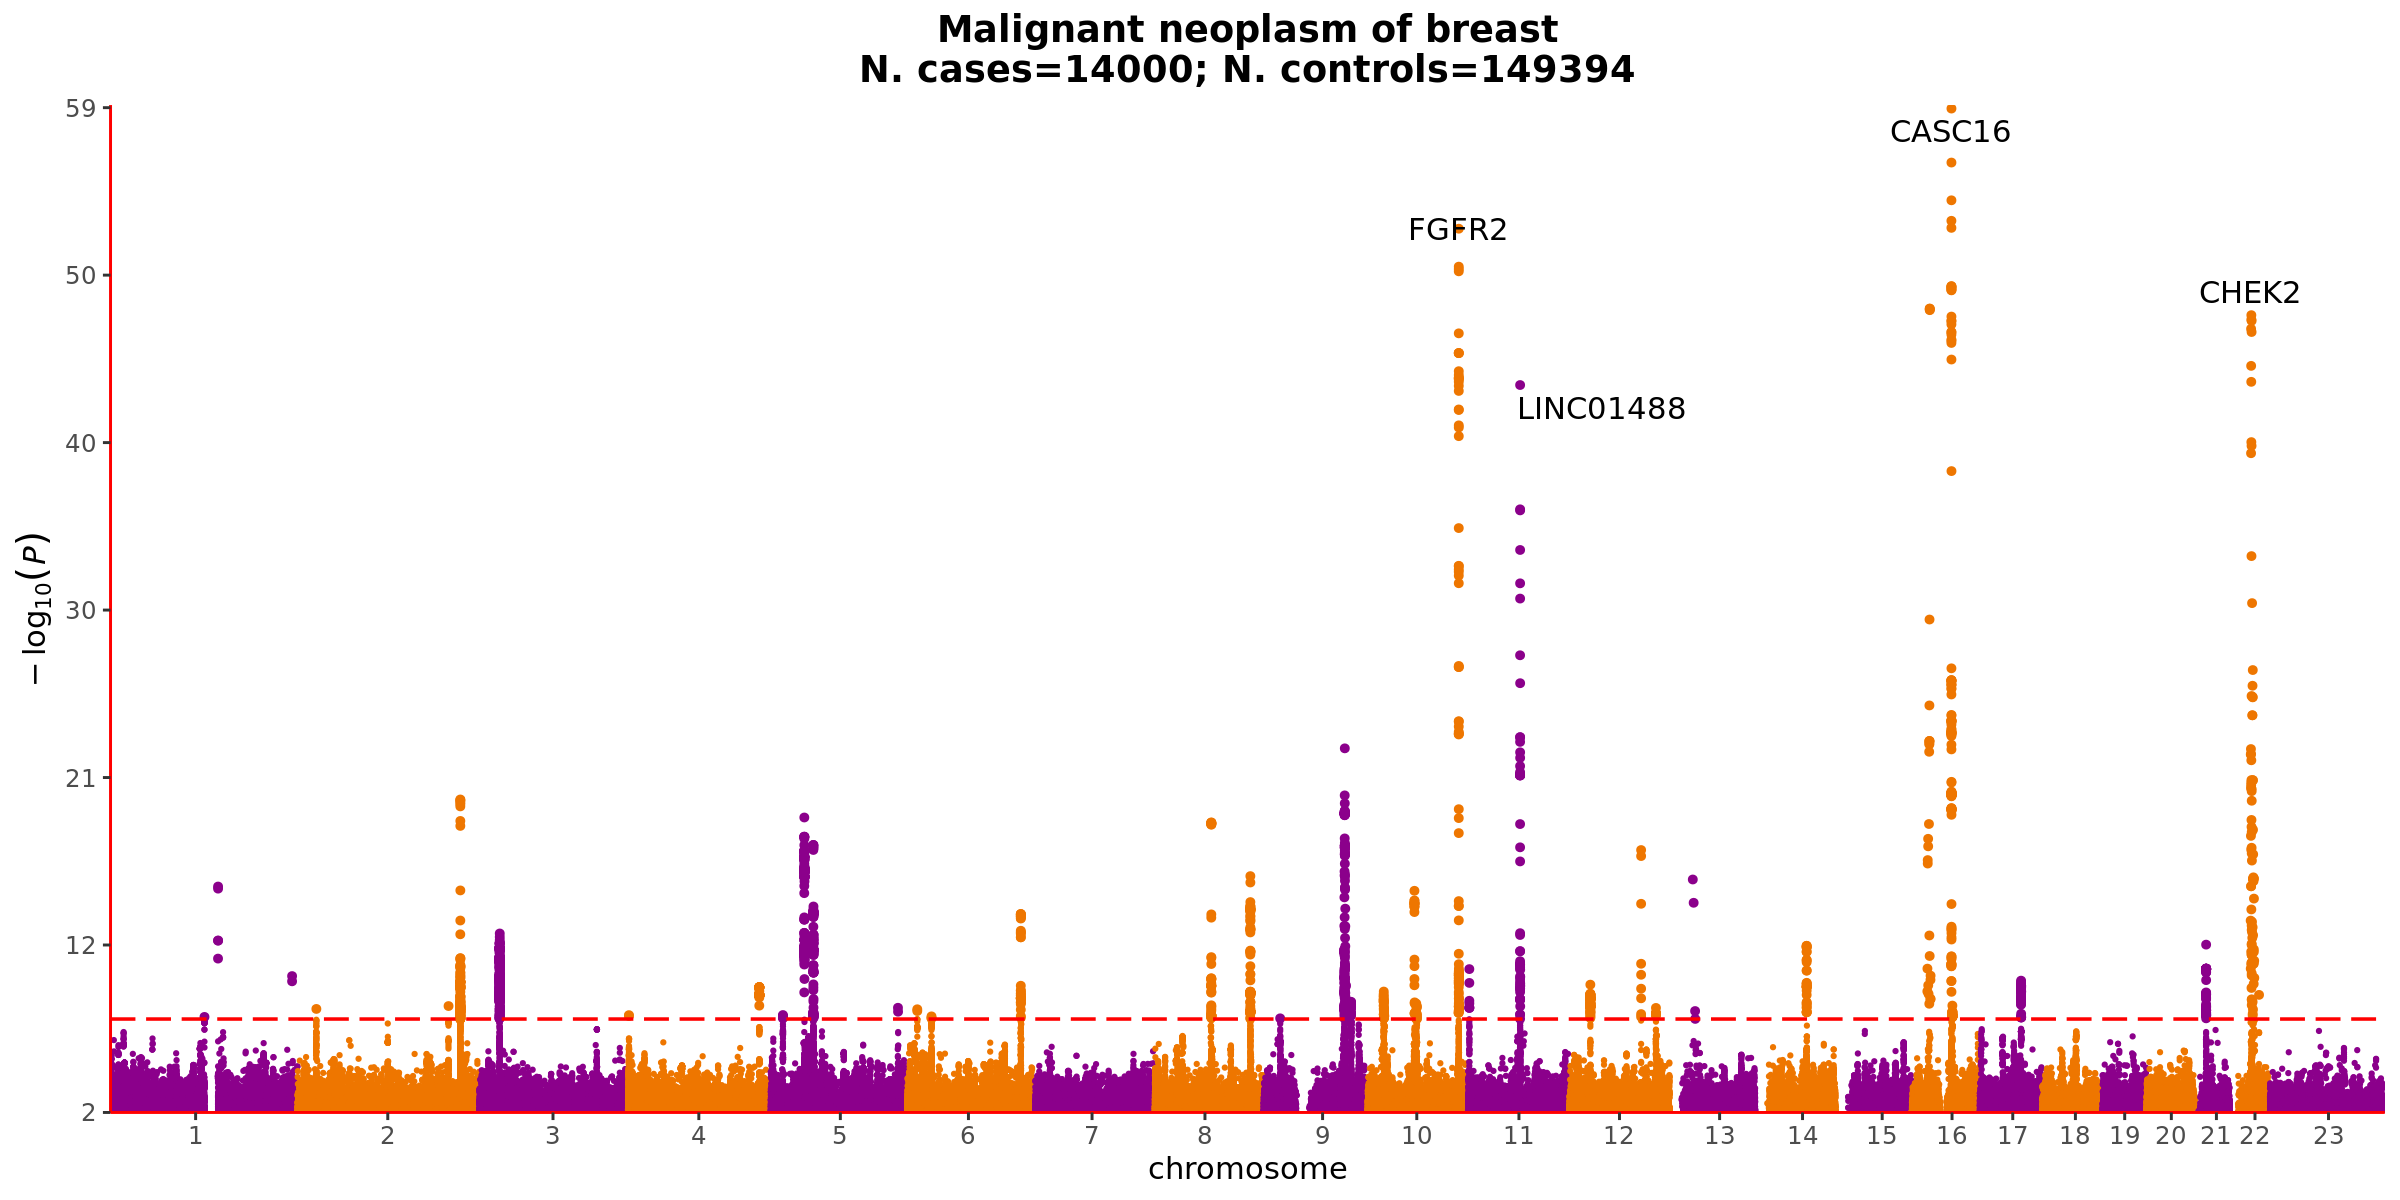 Malignant neoplasm of breast
N. cases=14000; N. controls=149394
59
50
40
30
21
12
2
− log10(P)
CASC16
FGFR2
CHEK2
LINC01488
1 2 3 4 5 6 7 8 9 10 11 12 13 14 15 16 17 18 19 20 21 22 23
chromosome